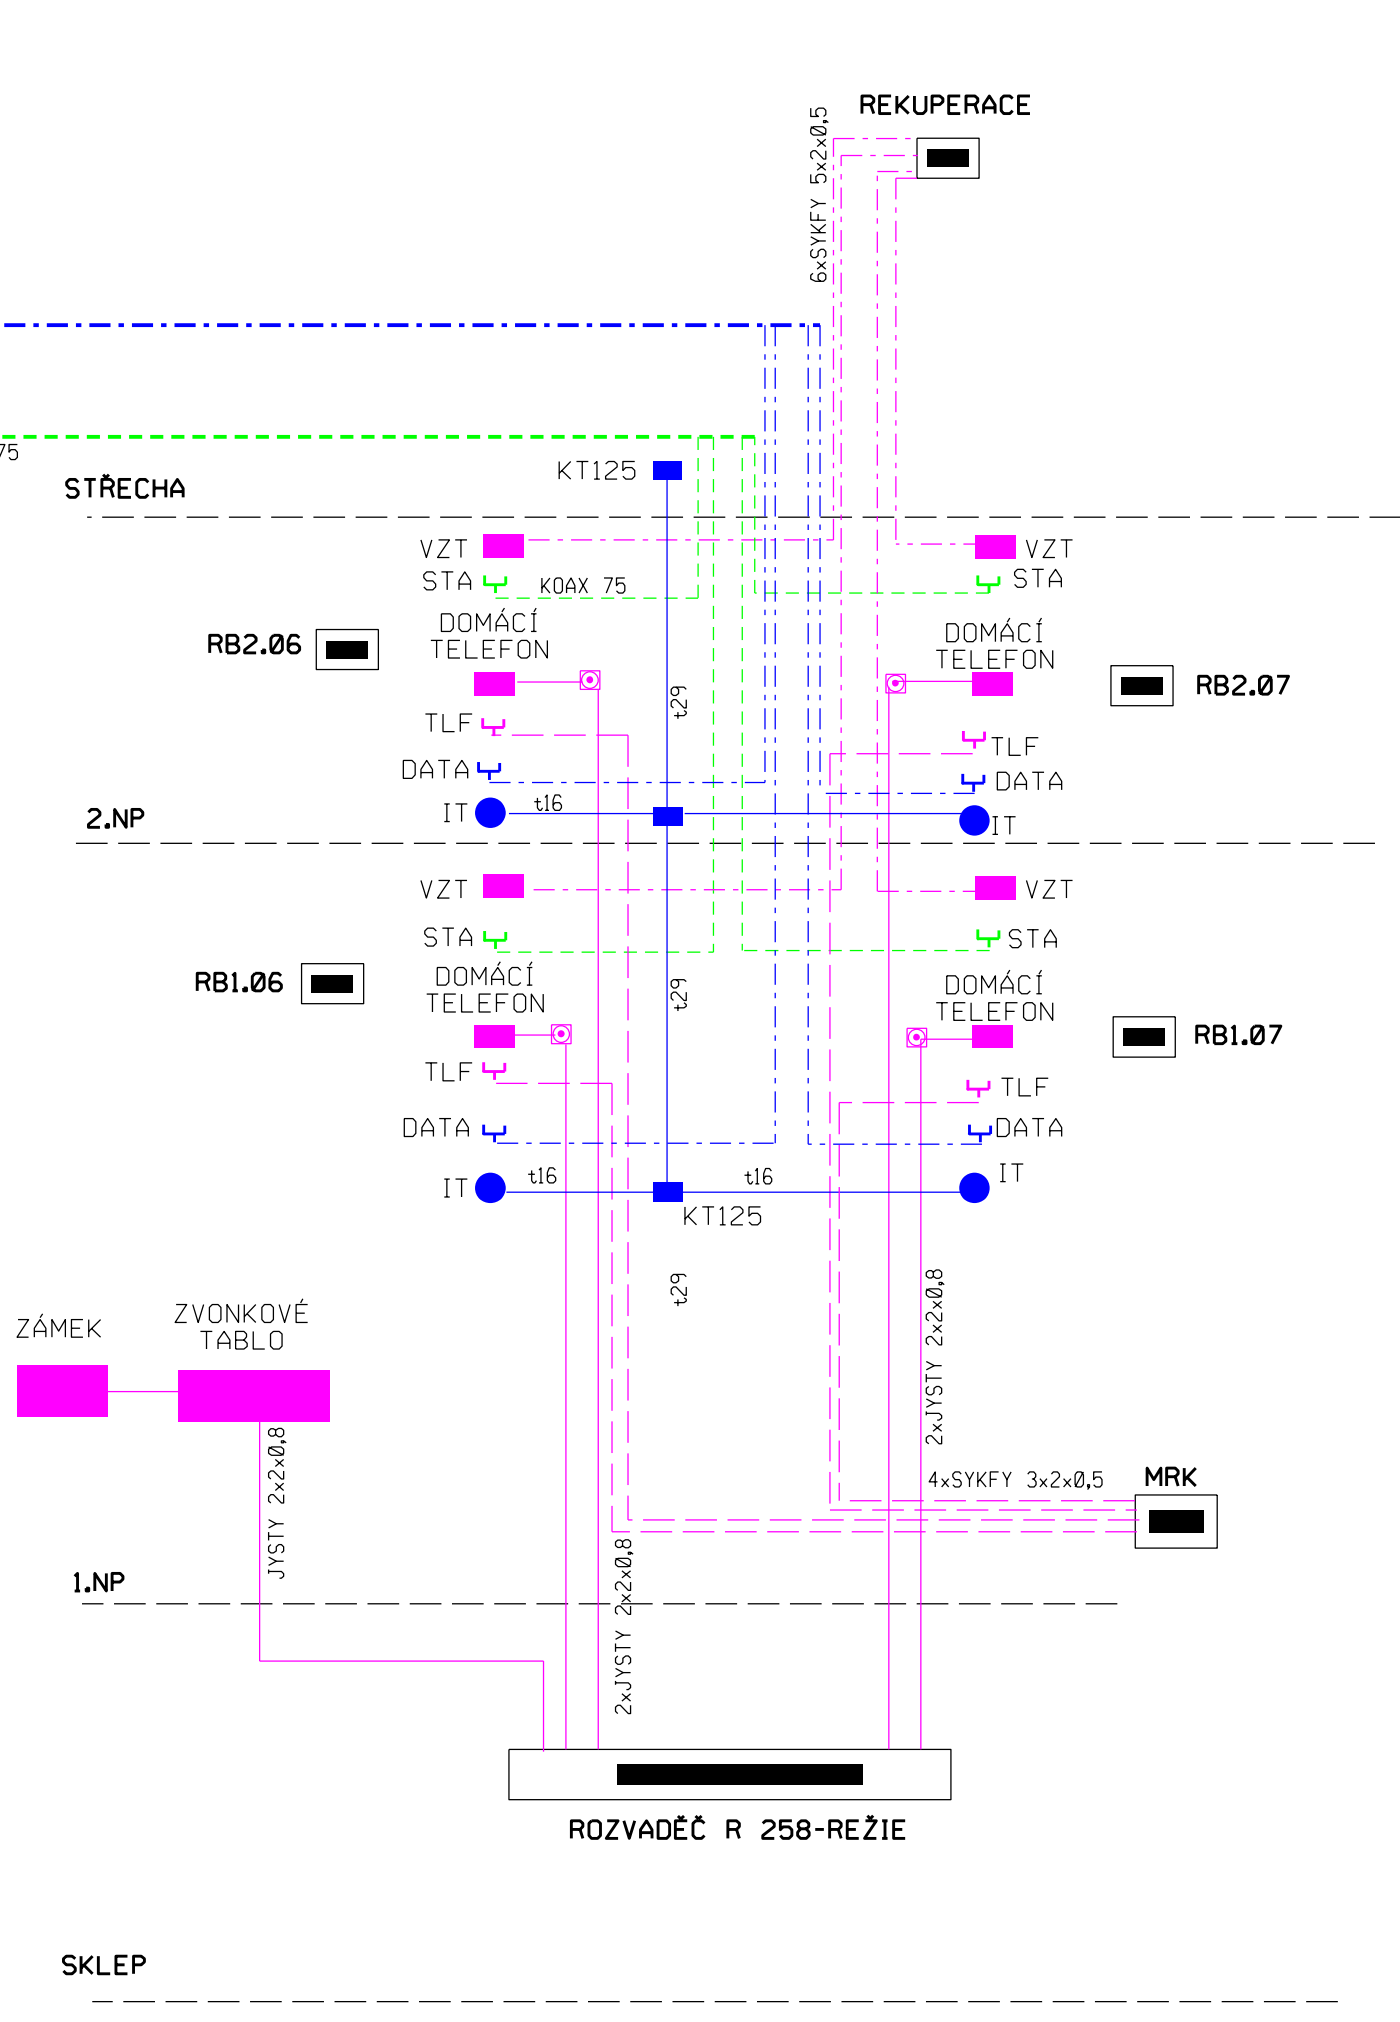 REKUPERACE
6xSYKFY 5x2x0,5
75
KT125
STŘECHA
VZT
VZT
STA
KOAX 75
STA
DOMÁCÍ
TELEFON
DOMÁCÍ
TELEFON
RB2.06
RB2.07
t29
TLF
TLF
DATA
DATA
IT
t16
IT
2.NP
VZT
VZT
STA
STA
DOMÁCÍ
TELEFON
DOMÁCÍ
TELEFON
RB1.06
t29
RB1.07
TLF
TLF
DATA
DATA
IT
t16
t16
IT
KT125
t29
2xJYSTY 2x2x0,8
ZÁMEK
ZVONKOVÉ
TABLO
JYSTY 2x2x0,8
4xSYKFY 3x2x0,5
MRK
2xJYSTY 2x2x0,8
1.NP
ROZVADĚČ R 258-REŽIE
SKLEP